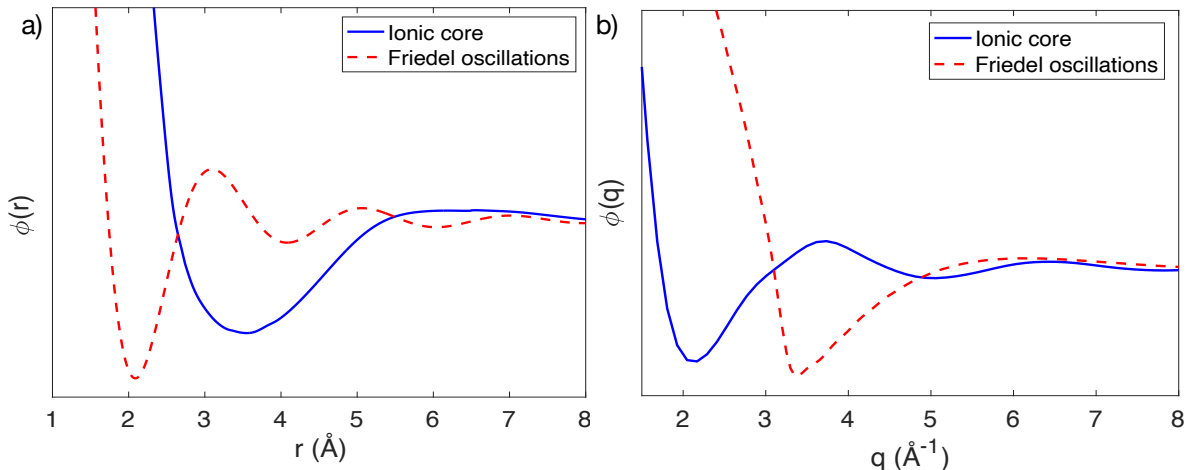 a)
Ionic core
Friedel oscillations
ϕ(r)
1 2 3 4 5 6 7 8
r (Å)
b)
Ionic core
Friedel oscillations
ϕ(q)
2 3 4 5 6 7 8
q (Å⁻¹)